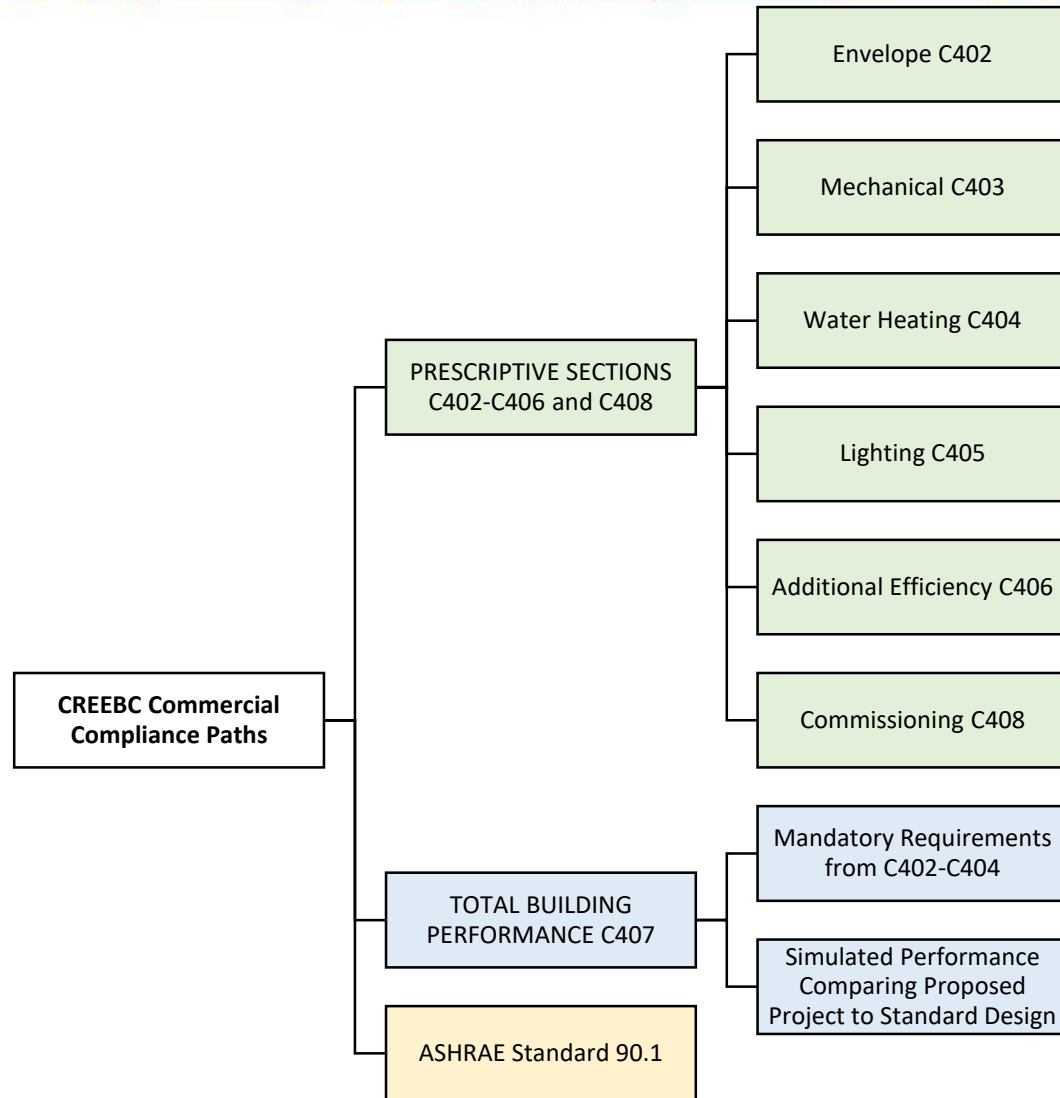 CREEBC Commercial
Compliance Paths
PRESCRIPTIVE SECTIONS
C402-C406 and C408
Envelope C402
Mechanical C403
Water Heating C404
Lighting C405
Additional Efficiency C406
Commissioning C408
TOTAL BUILDING
PERFORMANCE C407
Mandatory Requirements
from C402-C404
Simulated Performance
Comparing Proposed
Project to Standard Design
ASHRAE Standard 90.1